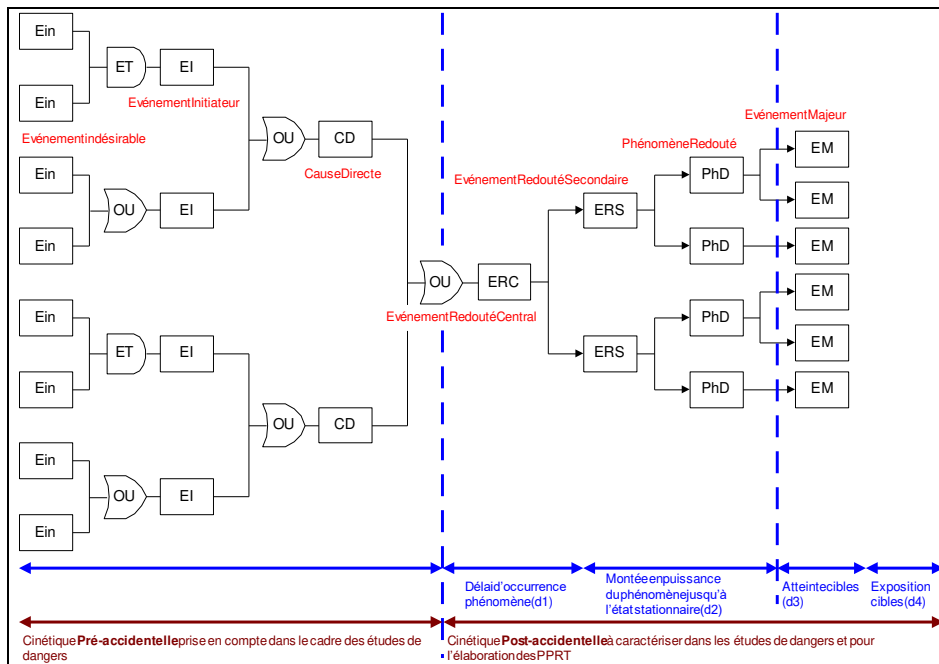 Ein
ET
EI
Ein
EvénementInitiateur
Evénementindésirable
OU
CD
CauseDirecte
Ein
OU
EI
Ein
EvénementMajeur
EM
PhénomèneRedouté
PhD
EvénementRedoutéSecondaire
EM
ERS
PhD
EM
OU
ERC
EvénementRedoutéCentral
EM
PhD
EM
ERS
PhD
EM
Ein
ET
EI
Ein
OU
CD
Ein
OU
EI
Ein
Délaid'occurrence
phénomène(d1)
Montéeenpuissance
duphénomènejusqu'à
l'étatstationnaire(d2)
Atteintecibles
(d3)
Exposition
cibles(d4)
CinétiquePré-accidentelleprise en compte dans le cadre des études de
dangers
CinétiquePost-accidentelleà caractériser dans les études de dangers et pour
l'élaboration des PPRT